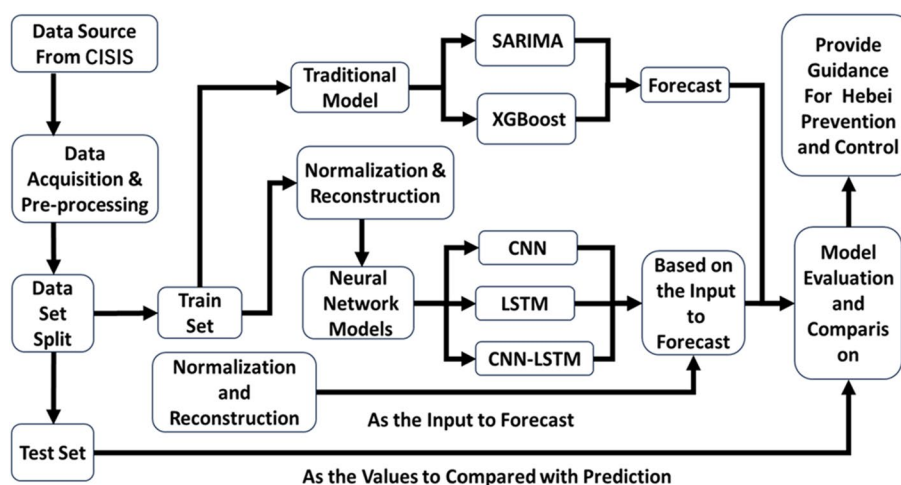 Data Source
From CISIS
Data
Acquisition &
Pre-processing
Data
Set
Split
Test Set
Train
Set
Traditional
Model
SARIMA
XGBoost
Forecast
Normalization &
Reconstruction
Neural
Network
Models
CNN
LSTM
CNN-LSTM
Based on
the Input
to
Forecast
Normalization
and
Reconstruction
As the Input to Forecast
As the Values to Compared with Prediction
Model
Evaluation
and
Comparis
on
Provide
Guidance
For Hebei
Prevention
and Control